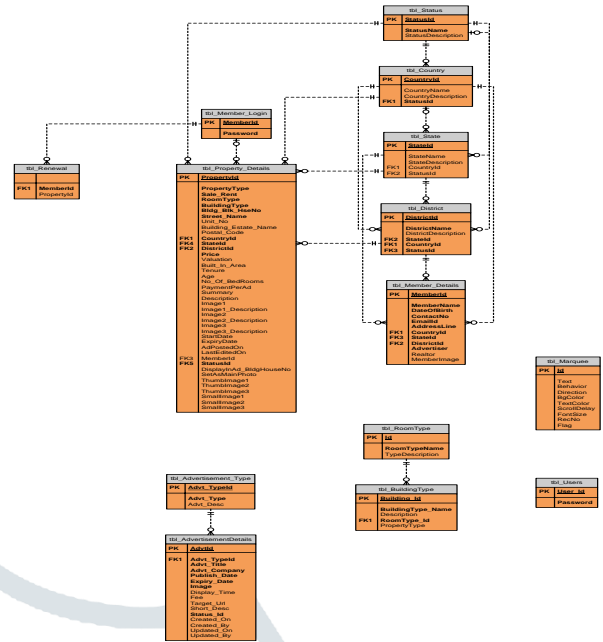 tbl_Status
PK StatusId
StatusName
StatusDescription
tbl_Country
PK CountryId
CountryName
CountryDescription
FK1 StatusId
tbl_Member_Login
PK MemberId
Password
tbl_State
PK StateId
StateName
StateDescription
FK1 CountryId
FK2 StatusId
tbl_Renewal
FK1 MemberId
PropertyId
tbl_Property_Details
PK PropertyId
PropertyType
Sale_Rent
RoomType
BuildingType
Bldg_Blk_HseNo
Street_Name
Unit_No
Building_Estate_Name
Postal_Code
FK1 CountryId
FK4 StateId
FK2 DistrictId
Price
Valuation
Built_In_Area
Tenure
Age
No_Of_BedRooms
PaymentPerAd
Summary
Description
Image1
Image1_Description
Image2
Image2_Description
Image3
Image3_Description
StartDate
ExpiryDate
AdPostedOn
LastEditedOn
FK3 MemberId
FK5 StatusId
DisplayInAd_BldgHouseNo
SetAsMainPhoto
ThumbImage1
ThumbImage2
ThumbImage3
SmallImage1
SmallImage2
SmallImage3
tbl_District
PK DistrictId
DistrictName
DistrictDescription
FK2 StateId
FK1 CountryId
FK3 StatusId
tbl_Member_Details
PK MemberId
MemberName
DateOfBirth
ContactNo
EmailId
AddressLine
FK1 CountryId
FK3 StateId
FK2 DistrictId
Advertiser
Realtor
MemberImage
tbl_Marquee
PK Id
Text
Behavior
Direction
BgColor
TextColor
ScrollDelay
FontSize
RecNo
Flag
tbl_RoomType
PK Id
RoomTypeName
TypeDescription
tbl_BuildingType
PK Building_Id
BuildingType_Name
Description
FK1 RoomType_Id
PropertyType
tbl_Users
PK User_Id
Password
tbl_Advertisement_Type
PK Advt_TypeId
Advt_Type
Advt_Desc
tbl_AdvertisementDetails
PK AdvtId
FK1 Advt_TypeId
Advt_Title
Advt_Company
Publish_Date
Expiry_Date
Image
Display_Time
Fee
Target_Url
Short_Desc
Status_Id
Created_On
Created_By
Updated_On
Updated_By